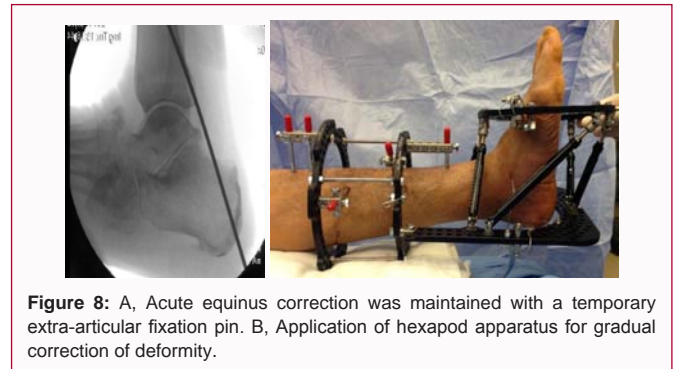 Figure 8: A, Acute equinus correction was maintained with a temporary
extra-articular fixation pin. B, Application of hexapod apparatus for gradual
correction of deformity.